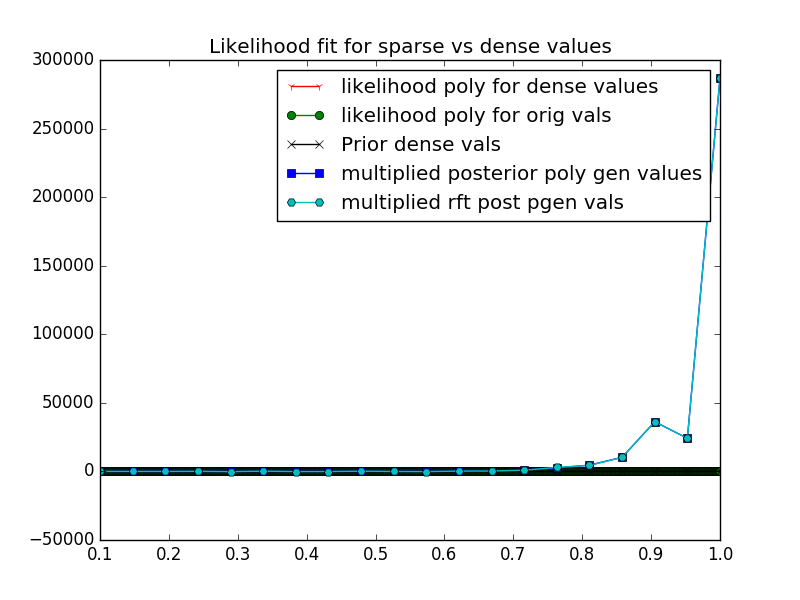 Likelihood fit for sparse vs dense values
300000
250000
200000
150000
100000
50000
0
−50000
likelihood poly for dense values
likelihood poly for orig vals
Prior dense vals
multiplied posterior poly gen values
multiplied rft post pgen vals
0.1 0.2 0.3 0.4 0.5 0.6 0.7 0.8 0.9 1.0